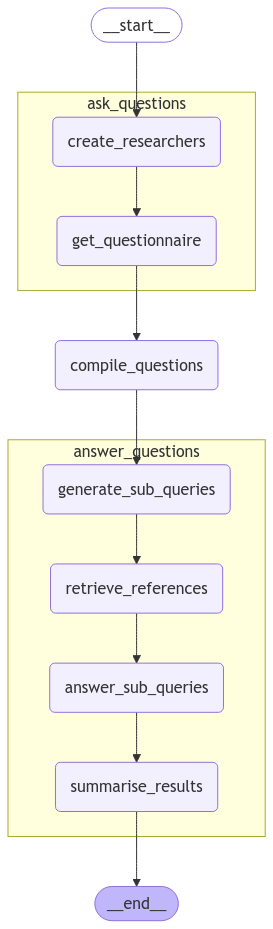 __start__
ask_questions
create_researchers
get_questionnaire
compile_questions
answer_questions
generate_sub_queries
retrieve_references
answer_sub_queries
summarise_results
__end__